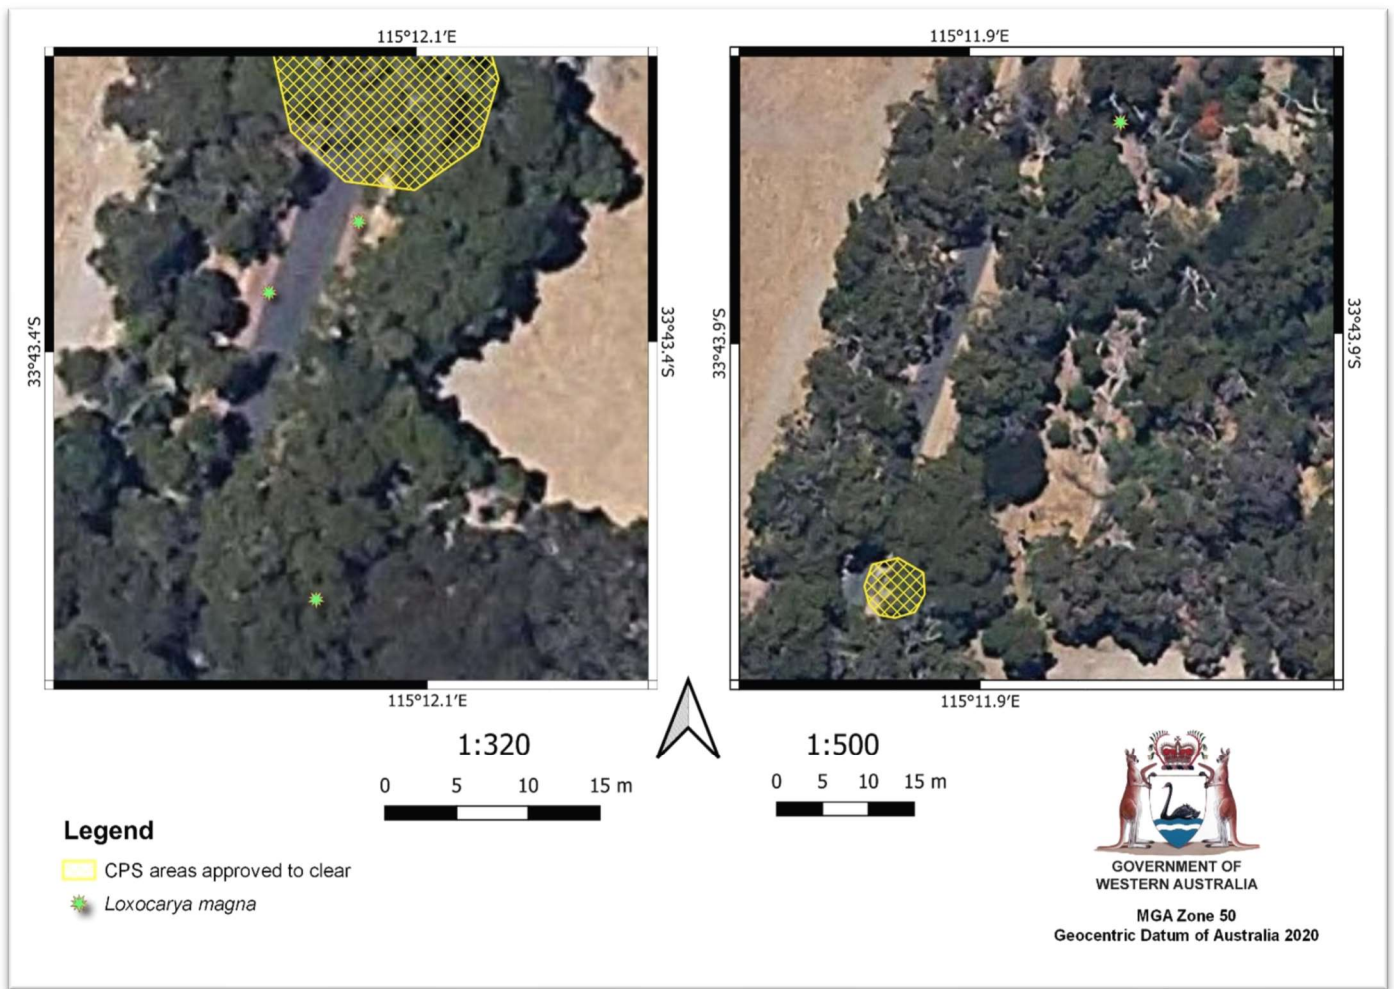 115°12.1′E
115°11.9′E
33°43.4′S
33°43.4′S
33°43.9′S
33°43.9′S
115°12.1′E
115°11.9′E
1:320
1:500
0 5 10 15 m
0 5 10 15 m
Legend
CPS areas approved to clear
Loxocarya magna
GOVERNMENT OF
WESTERN AUSTRALIA
MGA Zone 50
Geocentric Datum of Australia 2020